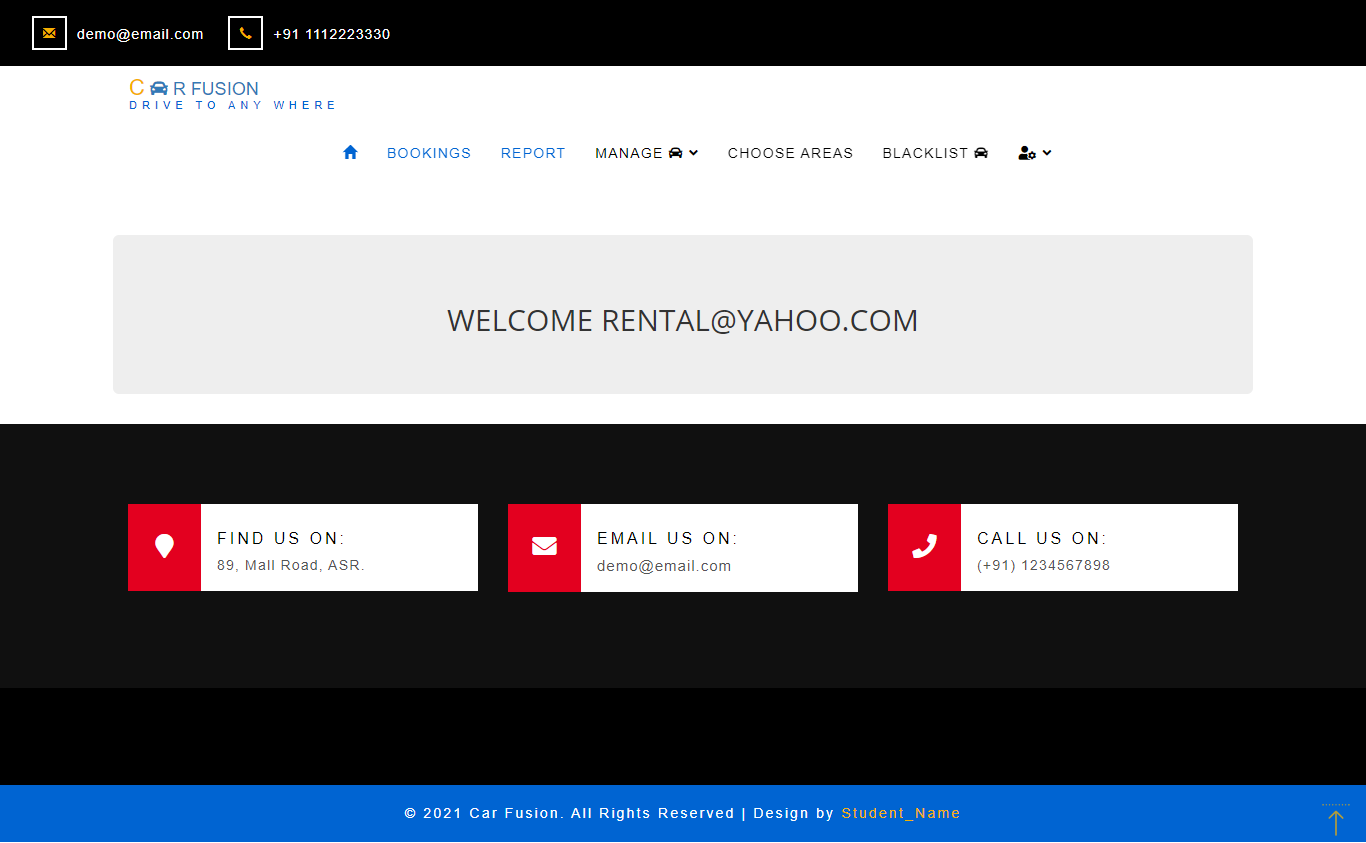 demo@email.com +91 1112223330
C R FUSION
DRIVE TO ANY WHERE
BOOKINGS REPORT MANAGE CHOOSE AREAS BLACKLIST
WELCOME RENTAL@YAHOO.COM
FIND US ON:
89, Mall Road, ASR.
EMAIL US ON:
demo@email.com
CALL US ON:
(+91) 1234567898
© 2021 Car Fusion. All Rights Reserved | Design by Student_Name